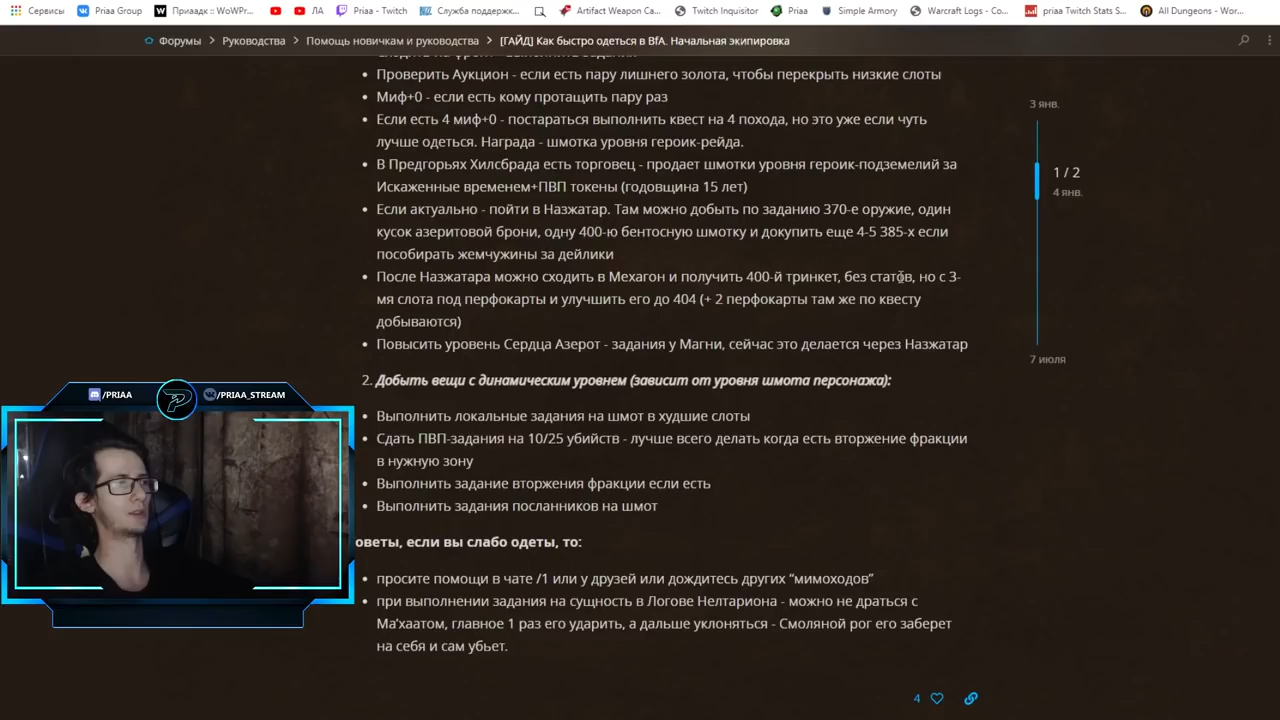 Сервисы
Priaa Group
Приаадк :: WoWPr...
ЛА
Priaa - Twitch
Служба поддержк...
Artifact Weapon Ca...
Twitch Inquisitor
Priaa
Simple Armory
Warcraft Logs - Co...
priaa Twitch Stats S...
All Dungeons - Wor...
Форумы > Руководства > Помощь новичкам и руководства > [ГАЙД] Как быстро одеться в BfA. Начальная экипировка
Проверить Аукцион - если есть пару лишнего золота, чтобы перекрыть низкие слоты
Миф+0 - если есть кому протащить пару раз
Если есть 4 миф+0 - постараться выполнить квест на 4 похода, но это уже если чуть
лучше одеться. Награда - шмотка уровня героик-рейда.
В Предгорьях Хилсбрада есть торговец - продает шмотки уровня героик-подземелий за
Искаженные временем+ПВП токены (годовщина 15 лет)
Если актуально - пойти в Назжатар. Там можно добыть по заданию 370-е оружие, один
кусок азеритовой брони, одну 400-ю бентосную шмотку и докупить еще 4-5 385-х если
пособирать жемчужины за дейлики
После Назжатара можно сходить в Мехагон и получить 400-й тринкет, без статов, но с 3-
мя слота под перфокарты и улучшить его до 404 (+ 2 перфокарты там же по квесту
добываются)
Повысить уровень Сердца Азерот - задания у Магни, сейчас это делается через Назжатар
2. Добыть вещи с динамическим уровнем (зависит от уровня шмота персонажа):
Выполнить локальные задания на шмот в худшие слоты
Сдать ПВП-задания на 10/25 убийств - лучше всего делать когда есть вторжение фракции
в нужную зону
Выполнить задание вторжения фракции если есть
Выполнить задания посланников на шмот
оветы, если вы слабо одеты, то:
просите помощи в чате /1 или у друзей или дождитесь других “мимоходов”
при выполнении задания на сущность в Логове Нелтариона - можно не драться с
Ма’хаатом, главное 1 раз его ударить, а дальше уклоняться - Смоляной рог его заберет
на себя и сам убьет.
4
3 янв.
1 / 2
4 янв.
7 июля
/PRIAA
/PRIAA_STREAM